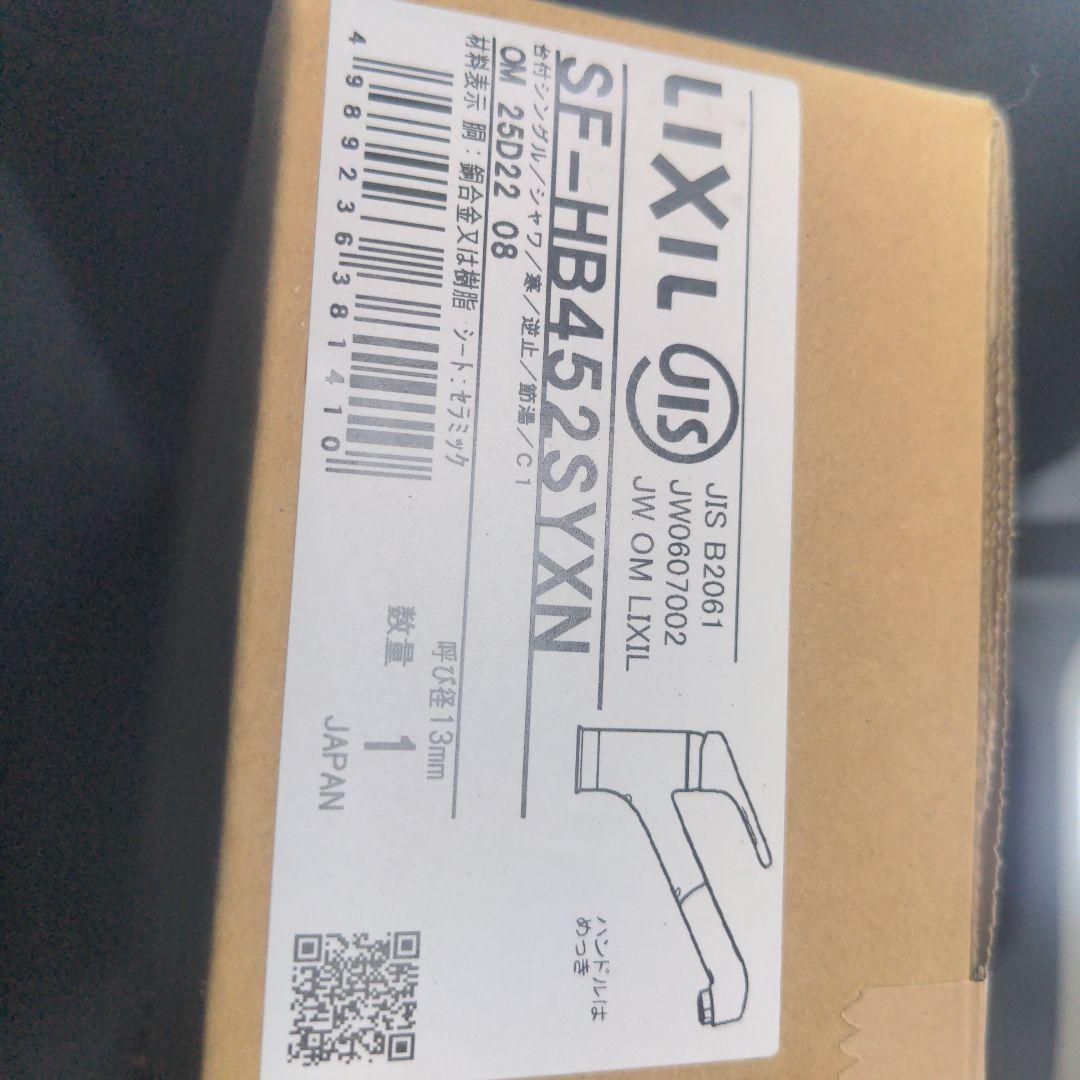 LIXIL
JIS
JIS B2061
JW0607002
JW OM LIXIL
SF-HB452SYXN
台付シングル/シャワ/寒/逆止/節湯/C1
OM 25D22 08
材料表示 胴：銅合金又は樹脂 シート：セラミック
呼び径13mm
数量 1
4989236381410
JAPAN
ハンドルは
めっき